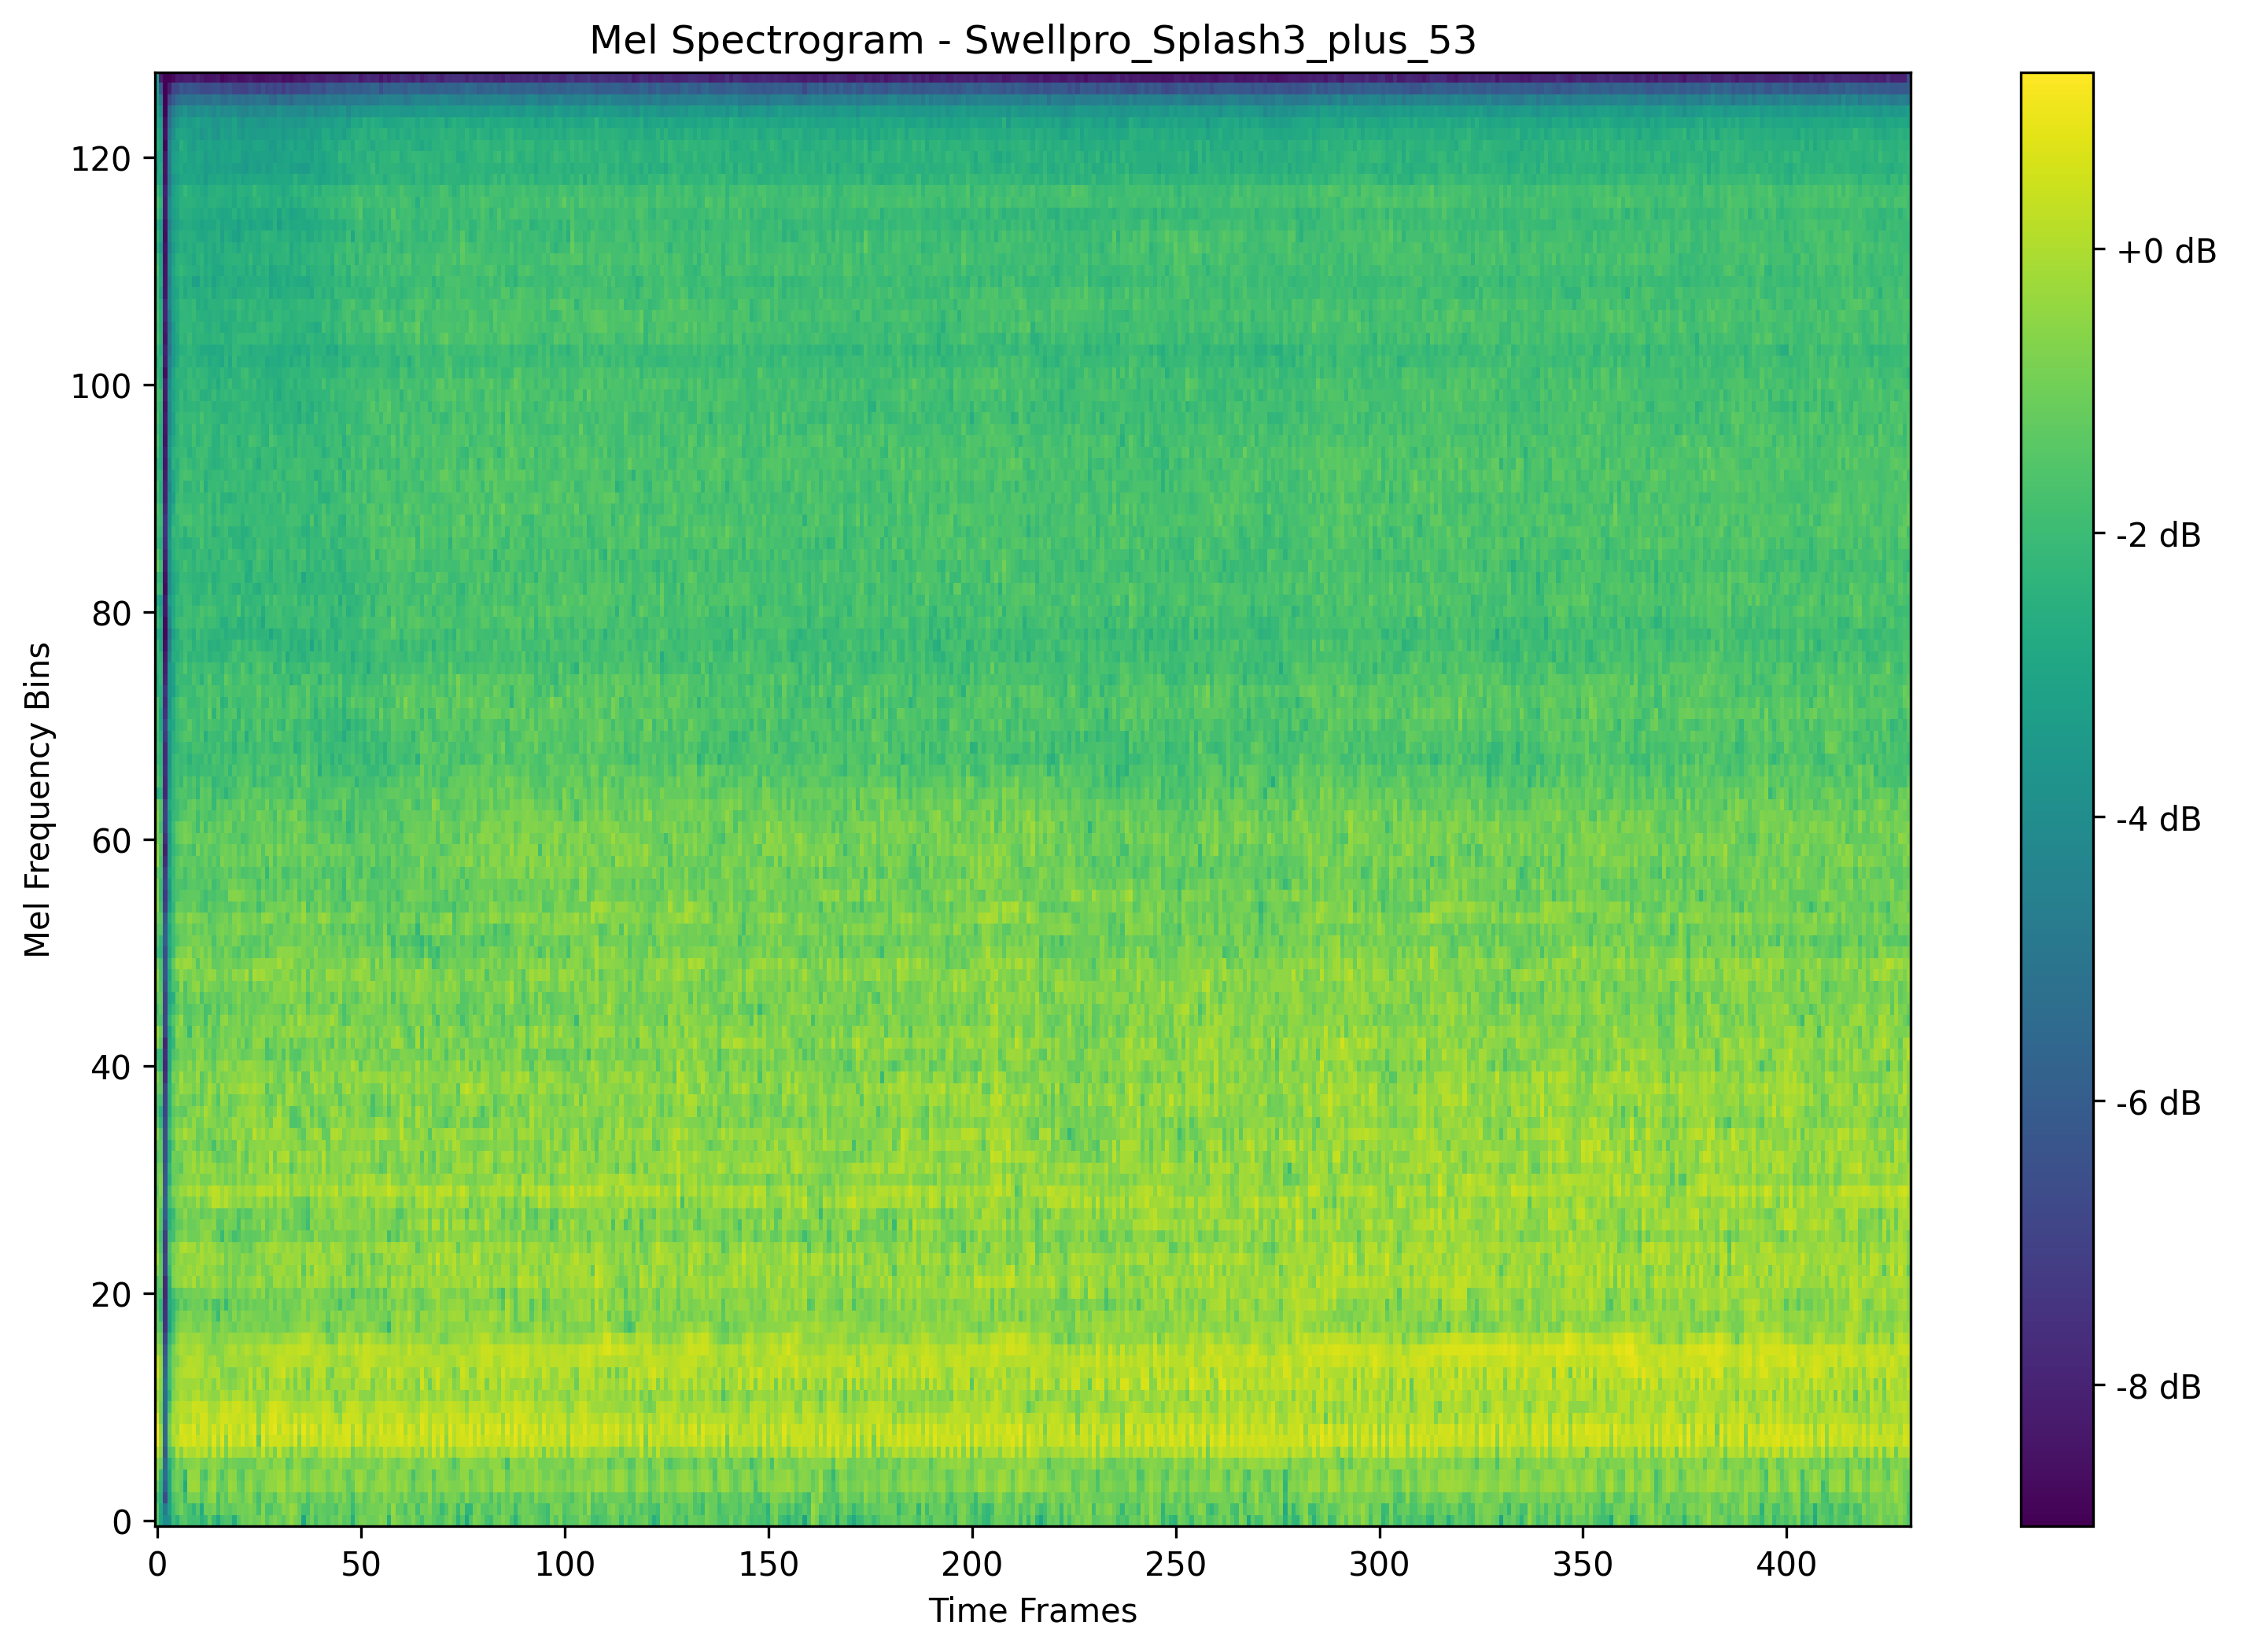 Mel Spectrogram - Swellpro_Splash3_plus_53
Mel Frequency Bins
120
100
80
60
40
20
0
0 50 100 150 200 250 300 350 400
Time Frames
+0 dB
-2 dB
-4 dB
-6 dB
-8 dB